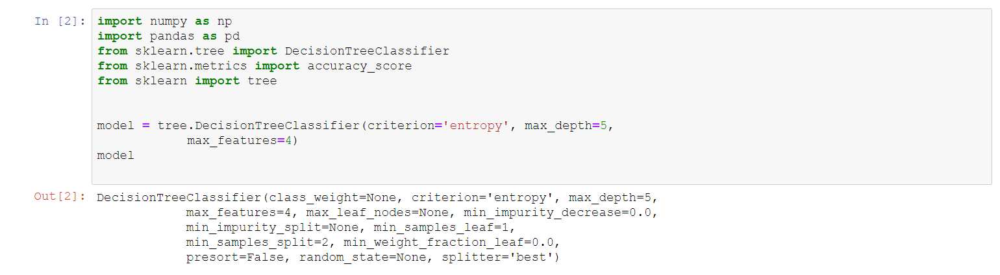 In [2]: import numpy as np
import pandas as pd
from sklearn.tree import DecisionTreeClassifier
from sklearn.metrics import accuracy_score
from sklearn import tree
model = tree.DecisionTreeClassifier(criterion='entropy', max_depth=5,
max_features=4)
model
Out[2]: DecisionTreeClassifier(class_weight=None, criterion='entropy', max_depth=5,
max_features=4, max_leaf_nodes=None, min_impurity_decrease=0.0,
min_impurity_split=None, min_samples_leaf=1,
min_samples_split=2, min_weight_fraction_leaf=0.0,
presort=False, random_state=None, splitter='best')